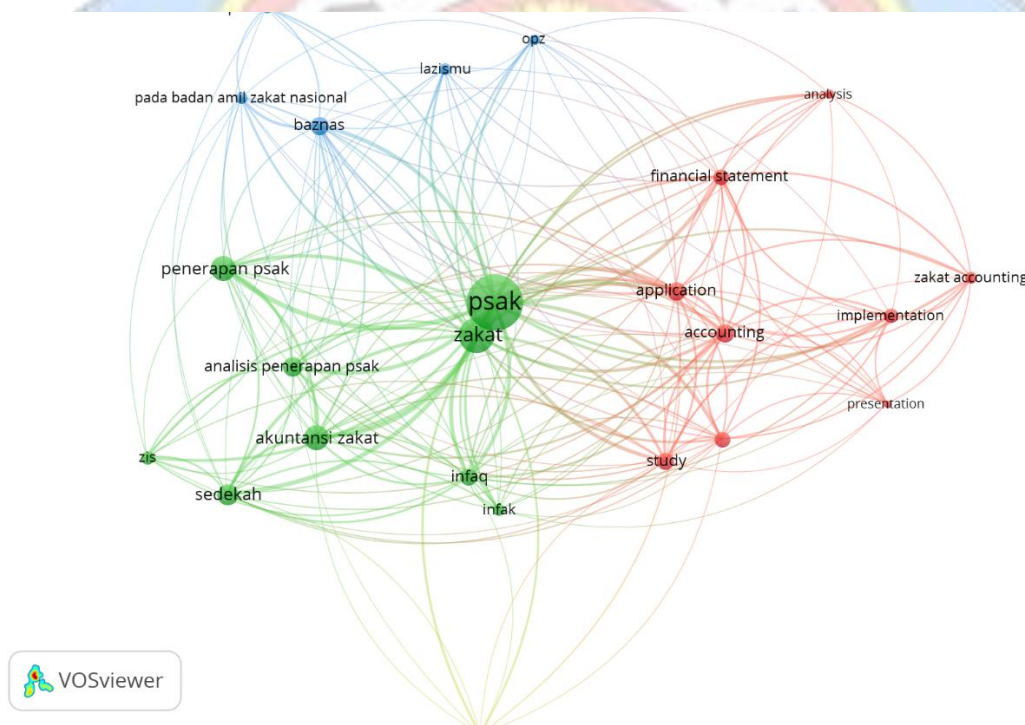 opz
lazismu
pada badan amil zakat nasional
analysis
baznas
financial statement
penerapan psak
zakat accounting
application
psak
implementation
accounting
zakat
analisis penerapan psak
presentation
akuntansi zakat
zis
study
infaq
sedekah
infak
VOSviewer